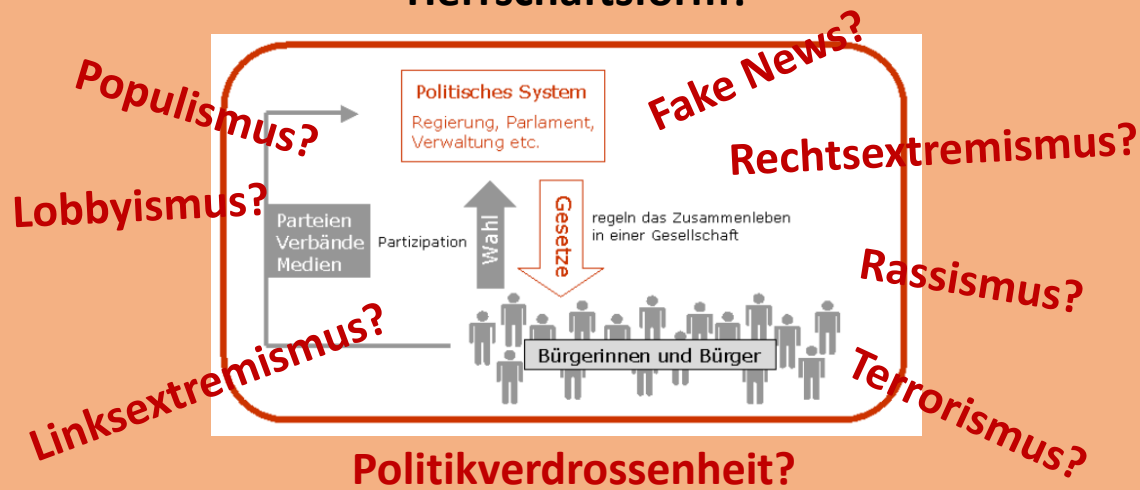 Herrschaftsform?
Populismus?
Fake News?
Politisches System
Regierung, Parlament,
Verwaltung etc.
Rechtsextremismus?
Lobbyismus?
Parteien
Verbände
Medien
Partizipation
Wahl
Gesetze
regeln das Zusammenleben
in einer Gesellschaft
Rassismus?
Linksextremismus?
Bürgerinnen und Bürger
Terrorismus?
Politikverdrossenheit?